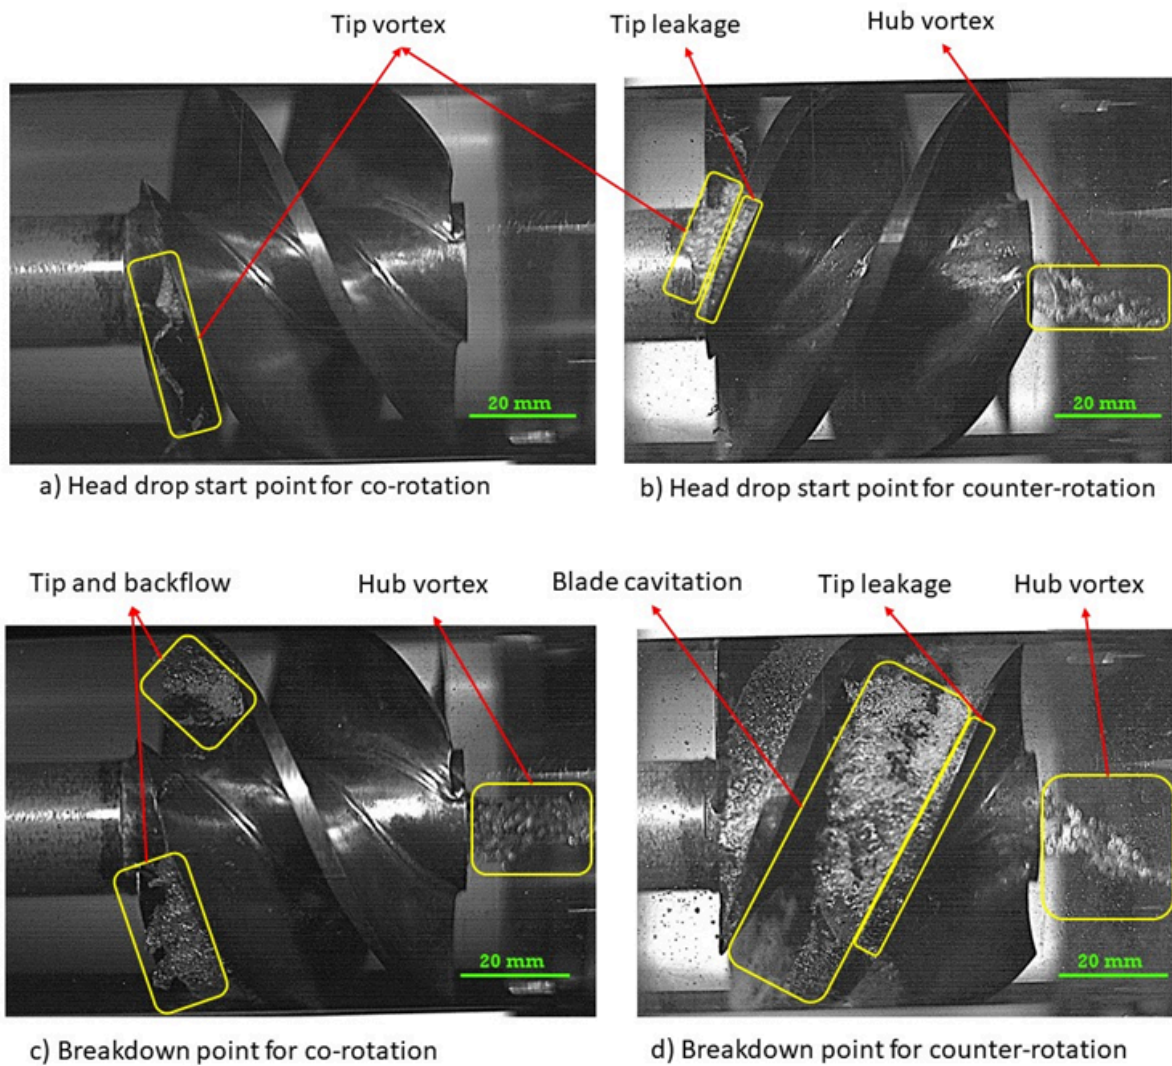 Tip vortex
Tip leakage
Hub vortex
20 mm
20 mm
a) Head drop start point for co-rotation
b) Head drop start point for counter-rotation
Tip and backflow
Hub vortex
Blade cavitation
Tip leakage
Hub vortex
20 mm
20 mm
c) Breakdown point for co-rotation
d) Breakdown point for counter-rotation